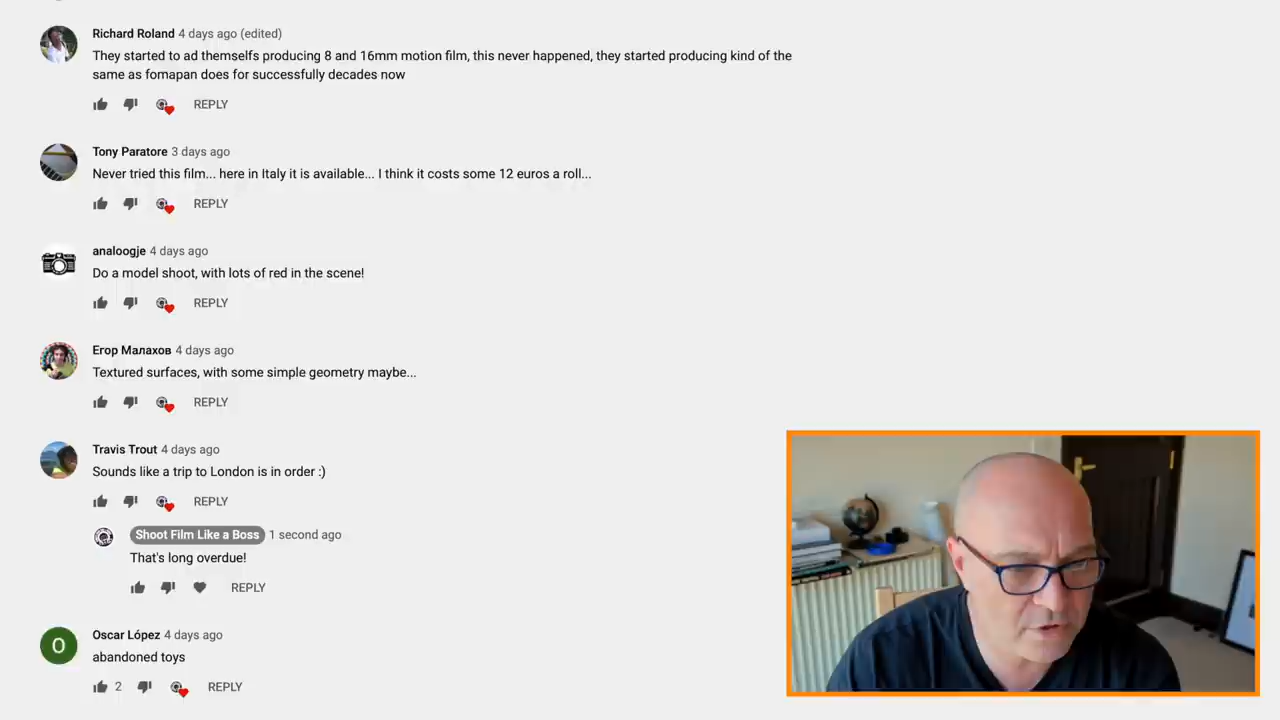 Richard Roland 4 days ago (edited)
They started to ad themselfs producing 8 and 16mm motion film, this never happened, they started producing kind of the
same as fomapan does for successfully decades now
REPLY
Tony Paratore 3 days ago
Never tried this film... here in Italy it is available... I think it costs some 12 euros a roll...
REPLY
analoogje 4 days ago
Do a model shoot, with lots of red in the scene!
REPLY
Егор Малахов 4 days ago
Textured surfaces, with some simple geometry maybe...
REPLY
Travis Trout 4 days ago
Sounds like a trip to London is in order :)
REPLY
Shoot Film Like a Boss 1 second ago
That's long overdue!
REPLY
O
Oscar López 4 days ago
abandoned toys
2 REPLY